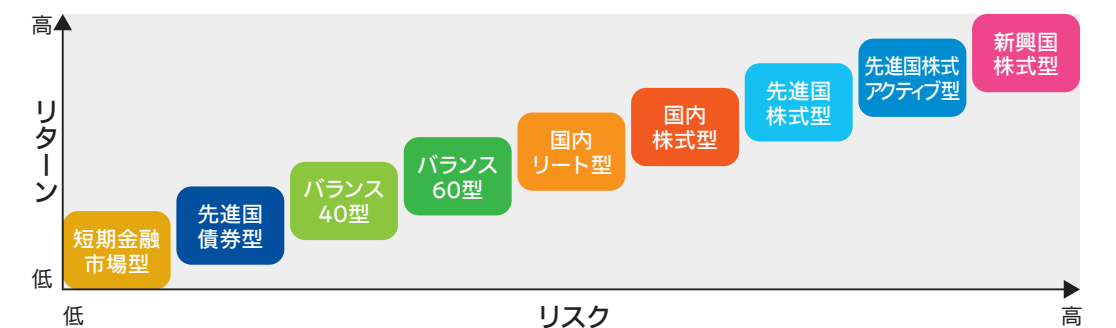 高
リターン
低
短期金融
市場型
先進国
債券型
バランス
40型
バランス
60型
国内
リート型
国内
株式型
先進国
株式型
先進国株式
アクティブ型
新興国
株式型
低
リスク
高